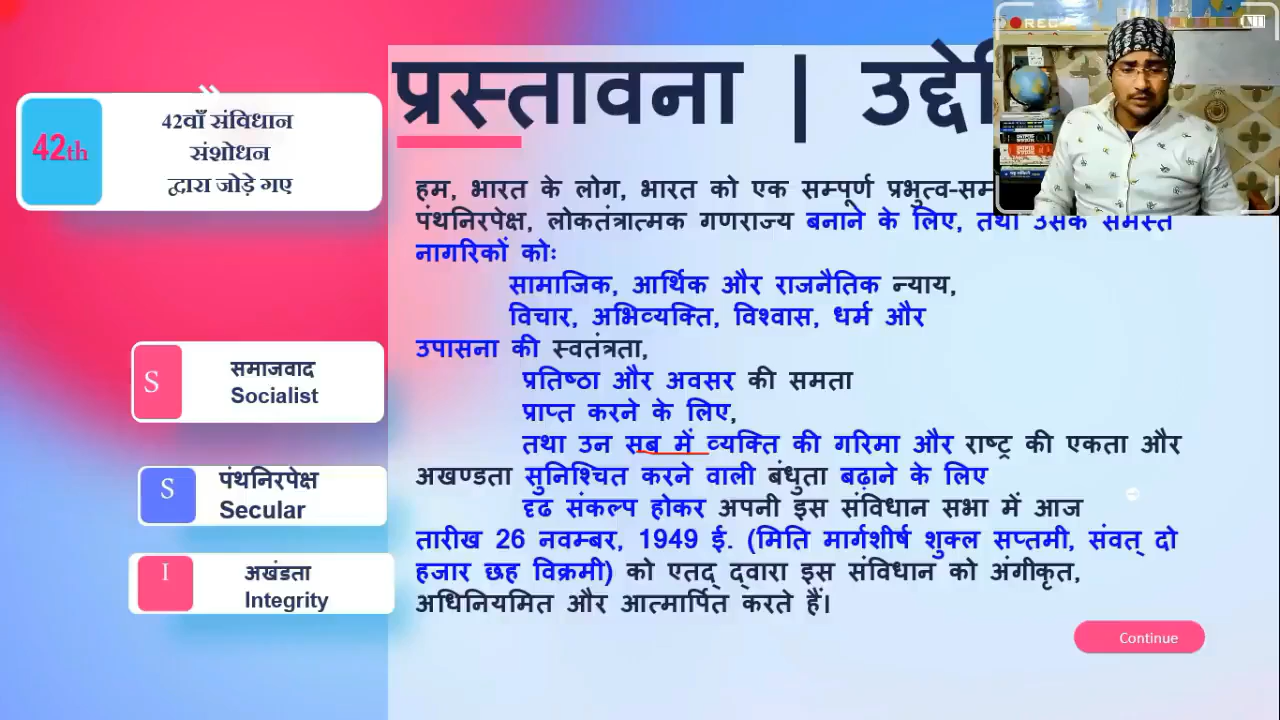 REC
प्रस्तावना |
42th
42वाँ संविधान
संशोधन
द्वारा जोड़े गए
हम, भारत के लोग, भारत को एक सम्पूर्ण
पंथनिरपेक्ष, लोकतंत्रात्मक गणराज्य बनाने के लिए, तथा उसके समस्त
नागरिकों को:
सामाजिक, आर्थिक और राजनैतिक न्याय,
विचार, अभिव्यक्ति, विश्वास, धर्म और
उपासना की स्वतंत्रता,
प्रतिष्ठा और अवसर की समता
प्राप्त करने के लिए,
तथा उन सब में व्यक्ति की गरिमा और राष्ट्र की एकता और
अखण्डता सुनिश्चित करने वाली बंधुता बढ़ाने के लिए
दृढ संकल्प होकर अपनी इस संविधान सभा में आज
तारीख 26 नवम्बर, 1949 ई. (मिति मार्गशीर्ष शुक्ल सप्तमी, संवत् दो
हजार छह विक्रमी) को एतद् द्वारा इस संविधान को अंगीकृत,
अधिनियमित और आत्मार्पित करते हैं।
S
समाजवाद
Socialist
S
पंथनिरपेक्ष
Secular
I
अखंडता
Integrity
Continue